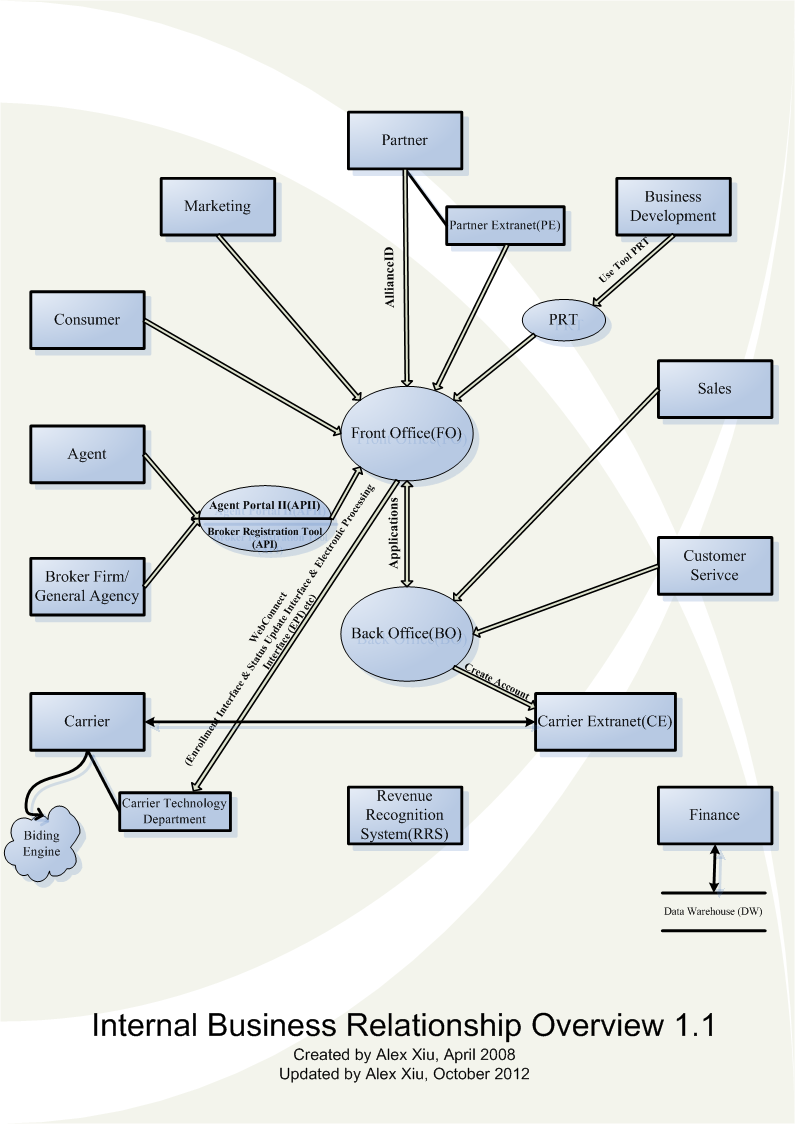 Partner
Marketing
Partner Extranet(PE)
Business
Development
Use Tool PRT
AllianceID
Consumer
PRT
Sales
Front Office(FO)
Agent
Agent Portal II(APII)
Broker Registration Tool
(API)
Applications
WebConnect
(Enrollment Interface & Status Update Interface & Electronic Processing
Interface (EPI) etc)
Broker Firm/
General Agency
Customer
Serivce
Back Office(BO)
Create Account
Carrier
Carrier Extranet(CE)
Carrier Technology
Department
Biding
Engine
Revenue
Recognition
System(RRS)
Finance
Data Warehouse (DW)
Internal Business Relationship Overview 1.1
Created by Alex Xiu, April 2008
Updated by Alex Xiu, October 2012